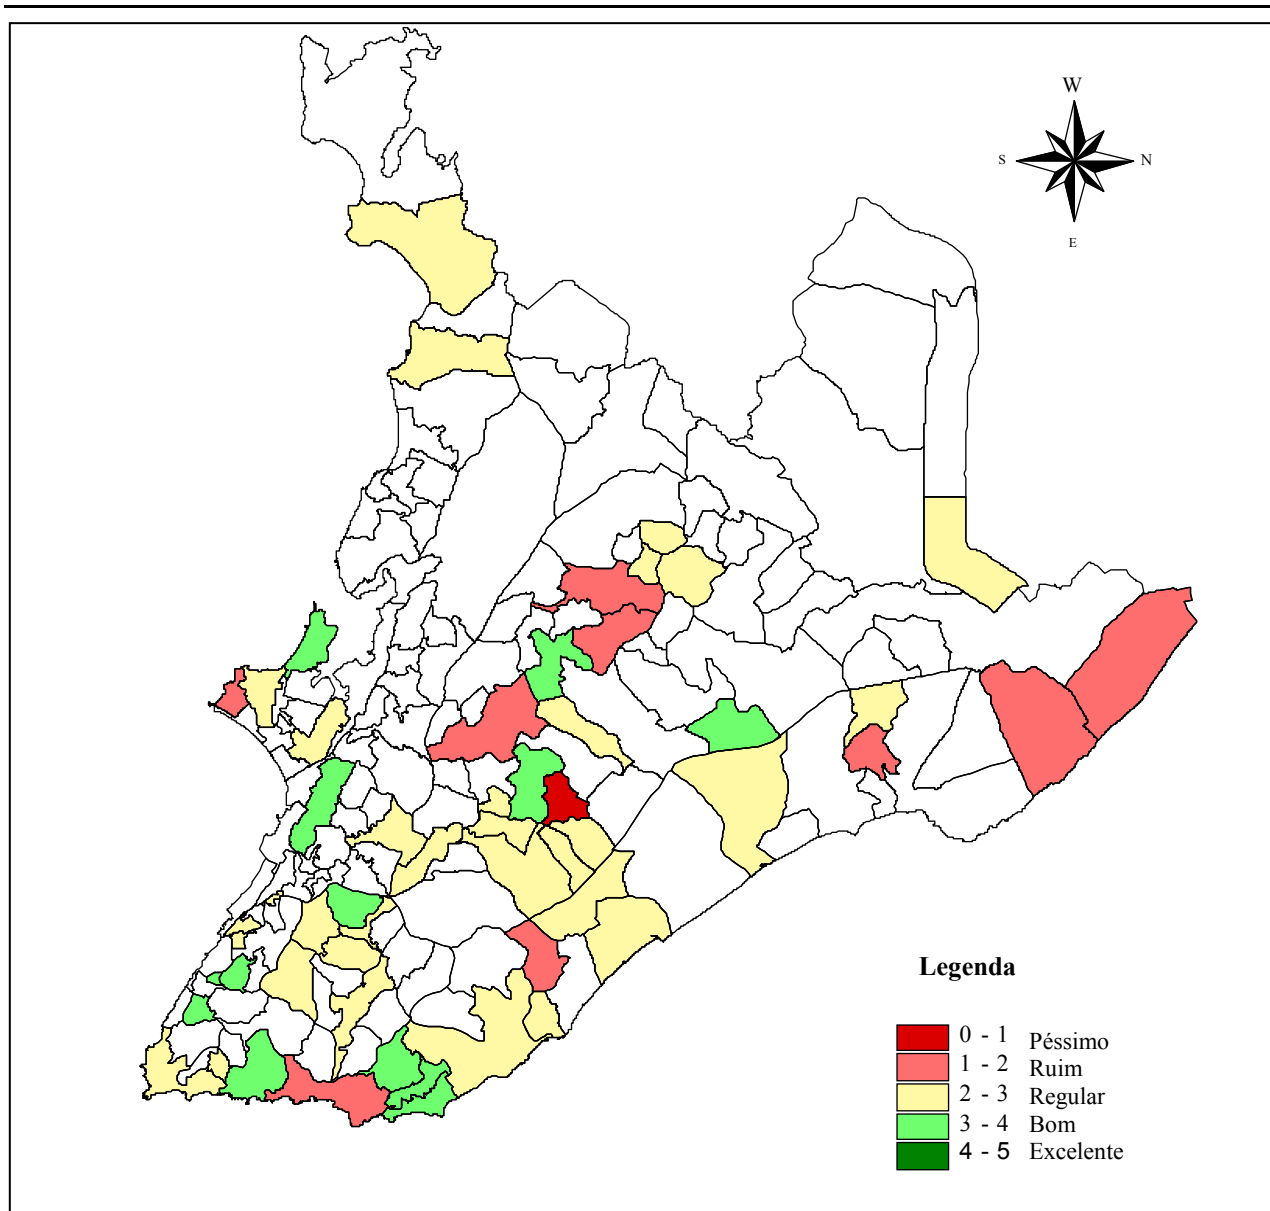 W
S
N
E
Legenda
0 - 1 Péssimo
1 - 2 Ruim
2 - 3 Regular
3 - 4 Bom
4 - 5 Excelente